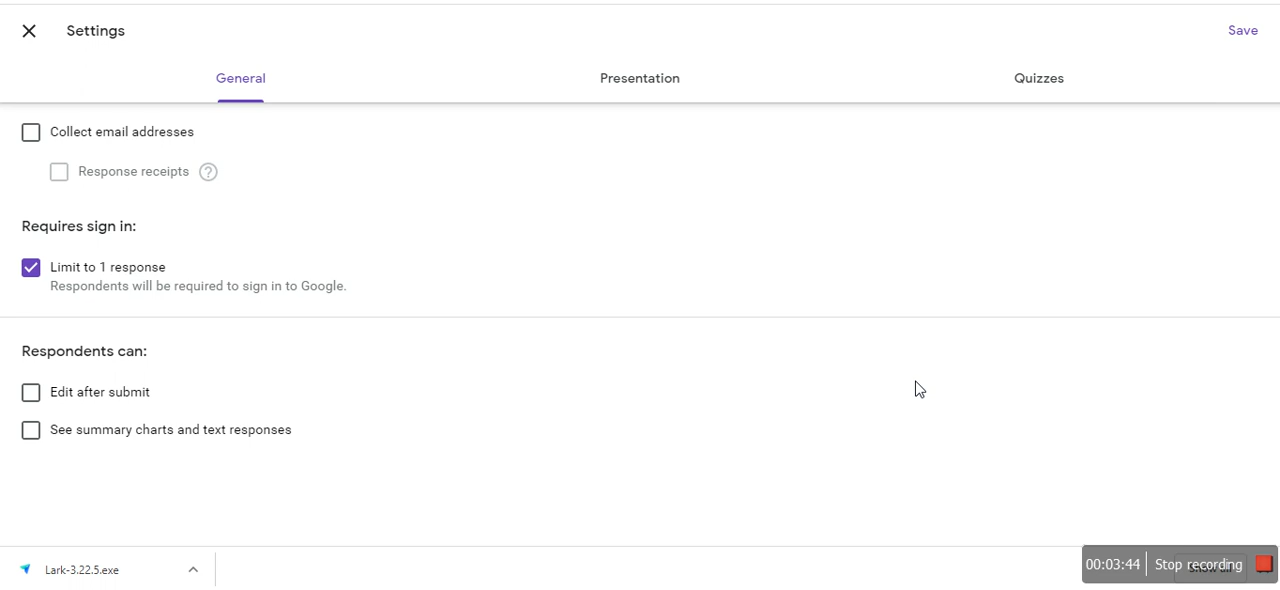 Settings
Save
General
Presentation
Quizzes
Collect email addresses
Response receipts
?
Requires sign in:
Limit to 1 response
Respondents will be required to sign in to Google.
Respondents can:
Edit after submit
See summary charts and text responses
Lark-3.22.5.exe
00:03:44
Stop recording